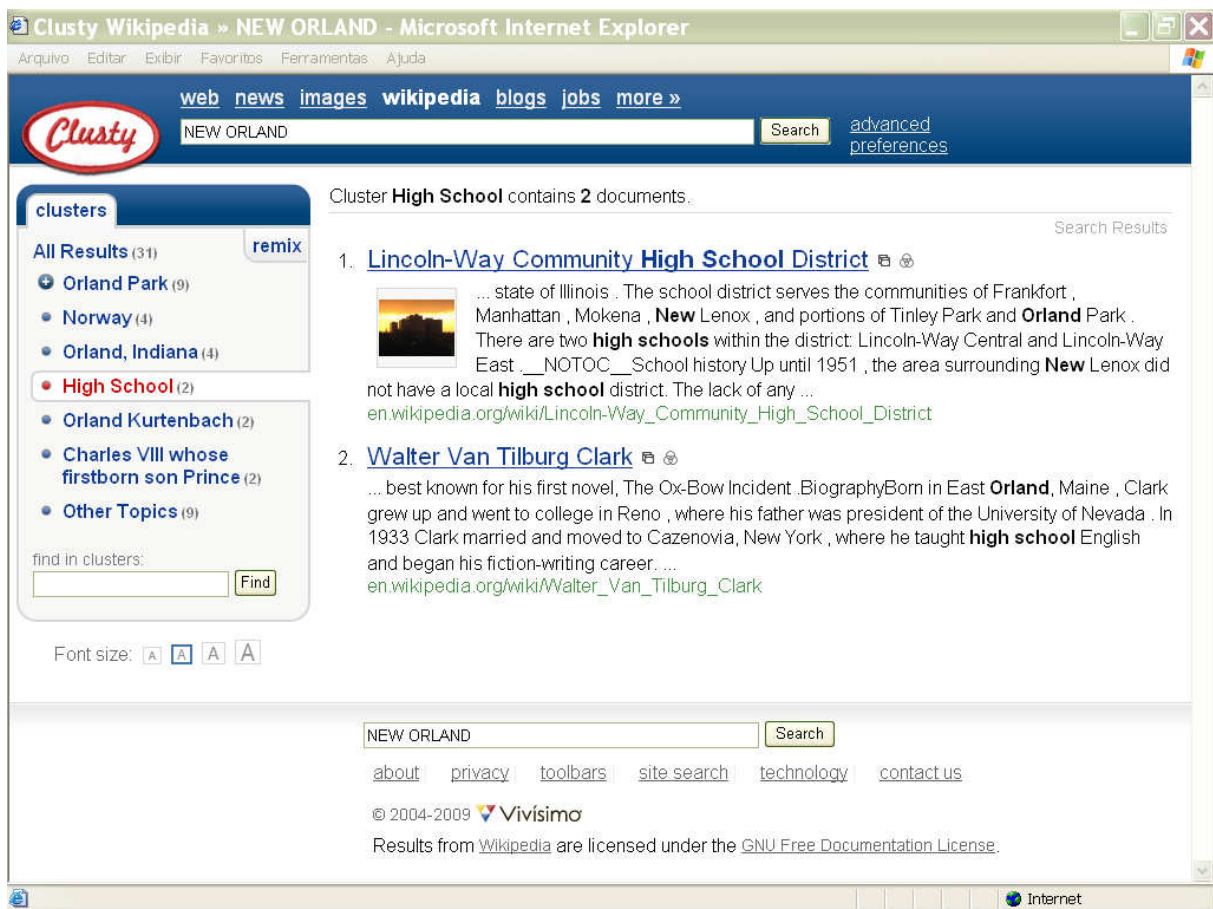 Clusty Wikipedia » NEW ORLAND - Microsoft Internet Explorer
Arquivo Editar Exibir Favoritos Ferramentas Ajuda
web news images wikipedia blogs jobs more »
Clusty
NEW ORLAND
Search
advanced
preferences
clusters
remix
All Results (31)
Orland Park (9)
Norway (4)
Orland, Indiana (4)
High School (2)
Orland Kurtenbach (2)
Charles VIII whose
firstborn son Prince (2)
Other Topics (9)
find in clusters:
Find
Font size: A A A A
Cluster High School contains 2 documents.
Search Results
1. Lincoln-Way Community High School District
... state of Illinois . The school district serves the communities of Frankfort ,
Manhattan , Mokena , New Lenox , and portions of Tinley Park and Orland Park .
There are two high schools within the district: Lincoln-Way Central and Lincoln-Way
East .__NOTOC__School history Up until 1951 , the area surrounding New Lenox did
not have a local high school district. The lack of any ...
en.wikipedia.org/wiki/Lincoln-Way_Community_High_School_District
2. Walter Van Tilburg Clark
... best known for his first novel, The Ox-Bow Incident .BiographyBorn in East Orland, Maine , Clark
grew up and went to college in Reno , where his father was president of the University of Nevada . In
1933 Clark married and moved to Cazenovia, New York , where he taught high school English
and began his fiction-writing career. ...
en.wikipedia.org/wiki/Walter_Van_Tilburg_Clark
NEW ORLAND
Search
about privacy toolbars site search technology contact us
© 2004-2009 Vivísimo
Results from Wikipedia are licensed under the GNU Free Documentation License.
Internet